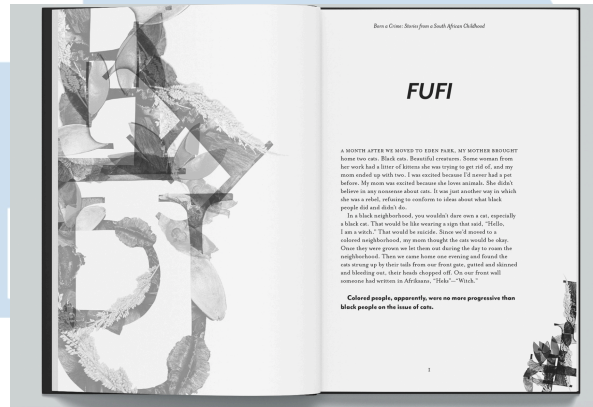 Born a Crime: Stories from a South African Childhood
FUFI
A MONTH AFTER WE MOVED TO EDEN PARK, MY MOTHER BROUGHT
home two cats. Black cats. Beautiful creatures. Some woman from
her work had a litter of kittens she was trying to get rid of, and my
mom ended up with two. I was excited because I'd never had a pet
before. My mom was excited because she loves animals. She didn't
believe in any nonsense about cats. It was just another way in which
she was a rebel, refusing to conform to ideas about what black
people did and didn't do.
In a black neighborhood, you wouldn't dare own a cat, especially
a black cat. That would be like wearing a sign that said, "Hello,
I am a witch." That would be suicide. Since we'd moved to a
colored neighborhood, my mom thought the cats would be okay.
Once they were grown we let them out during the day to roam the
neighborhood. Then we came home one evening and found the
cats strung up by their tails from our front gate, gutted and skinned
and bleeding out, their heads chopped off. On our front wall
someone had written in Afrikaans, "Heks"—"Witch."
Colored people, apparently, were no more progressive than
black people on the issue of cats.
1